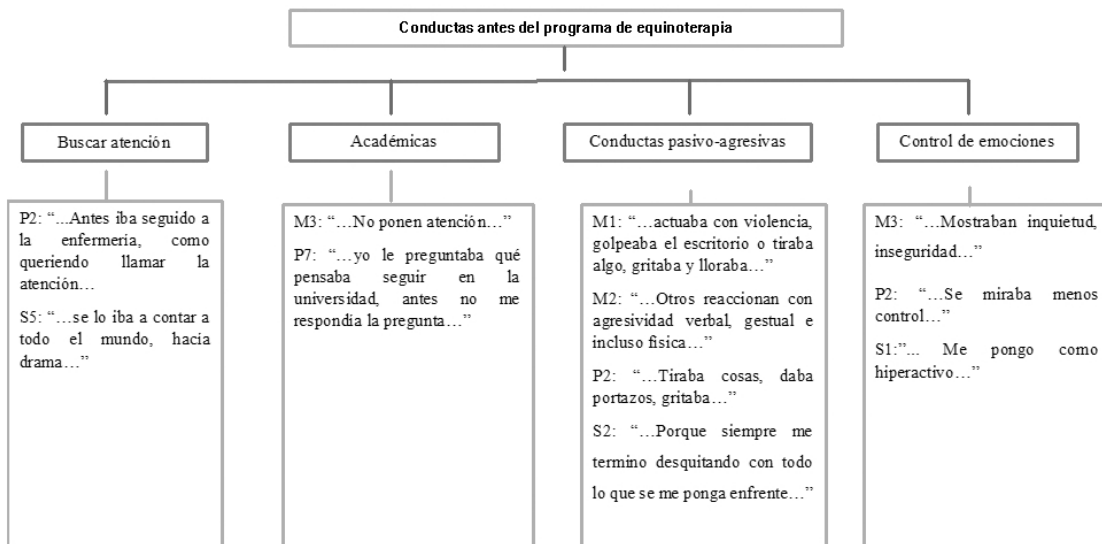 Conductas antes del programa de equinoterapia
Buscar atención
Académicas
Conductas pasivo-agresivas
Control de emociones
P2: “...Antes iba seguido a
la enfermería, como
queriendo llamar la
atención…
S5: “…se lo iba a contar a
todo el mundo, hacía
drama…”
M3: “…No ponen atención…”
P7: “…yo le preguntaba qué
pensaba seguir en la
universidad, antes no me
respondía la pregunta…”
M1: “…actuaba con violencia,
golpeaba el escritorio o tiraba
algo, gritaba y lloraba…”
M2: “…Otros reaccionan con
agresividad verbal, gestual e
incluso física…”
P2: “…Tiraba cosas, daba
portazos, gritaba…”
S2: “…Porque siempre me
termino desquitando con todo
lo que se me ponga enfrente…”
M3: “…Mostraban inquietud,
inseguridad…”
P2: “…Se miraba menos
control…”
S1:”... Me pongo como
hiperactivo…”